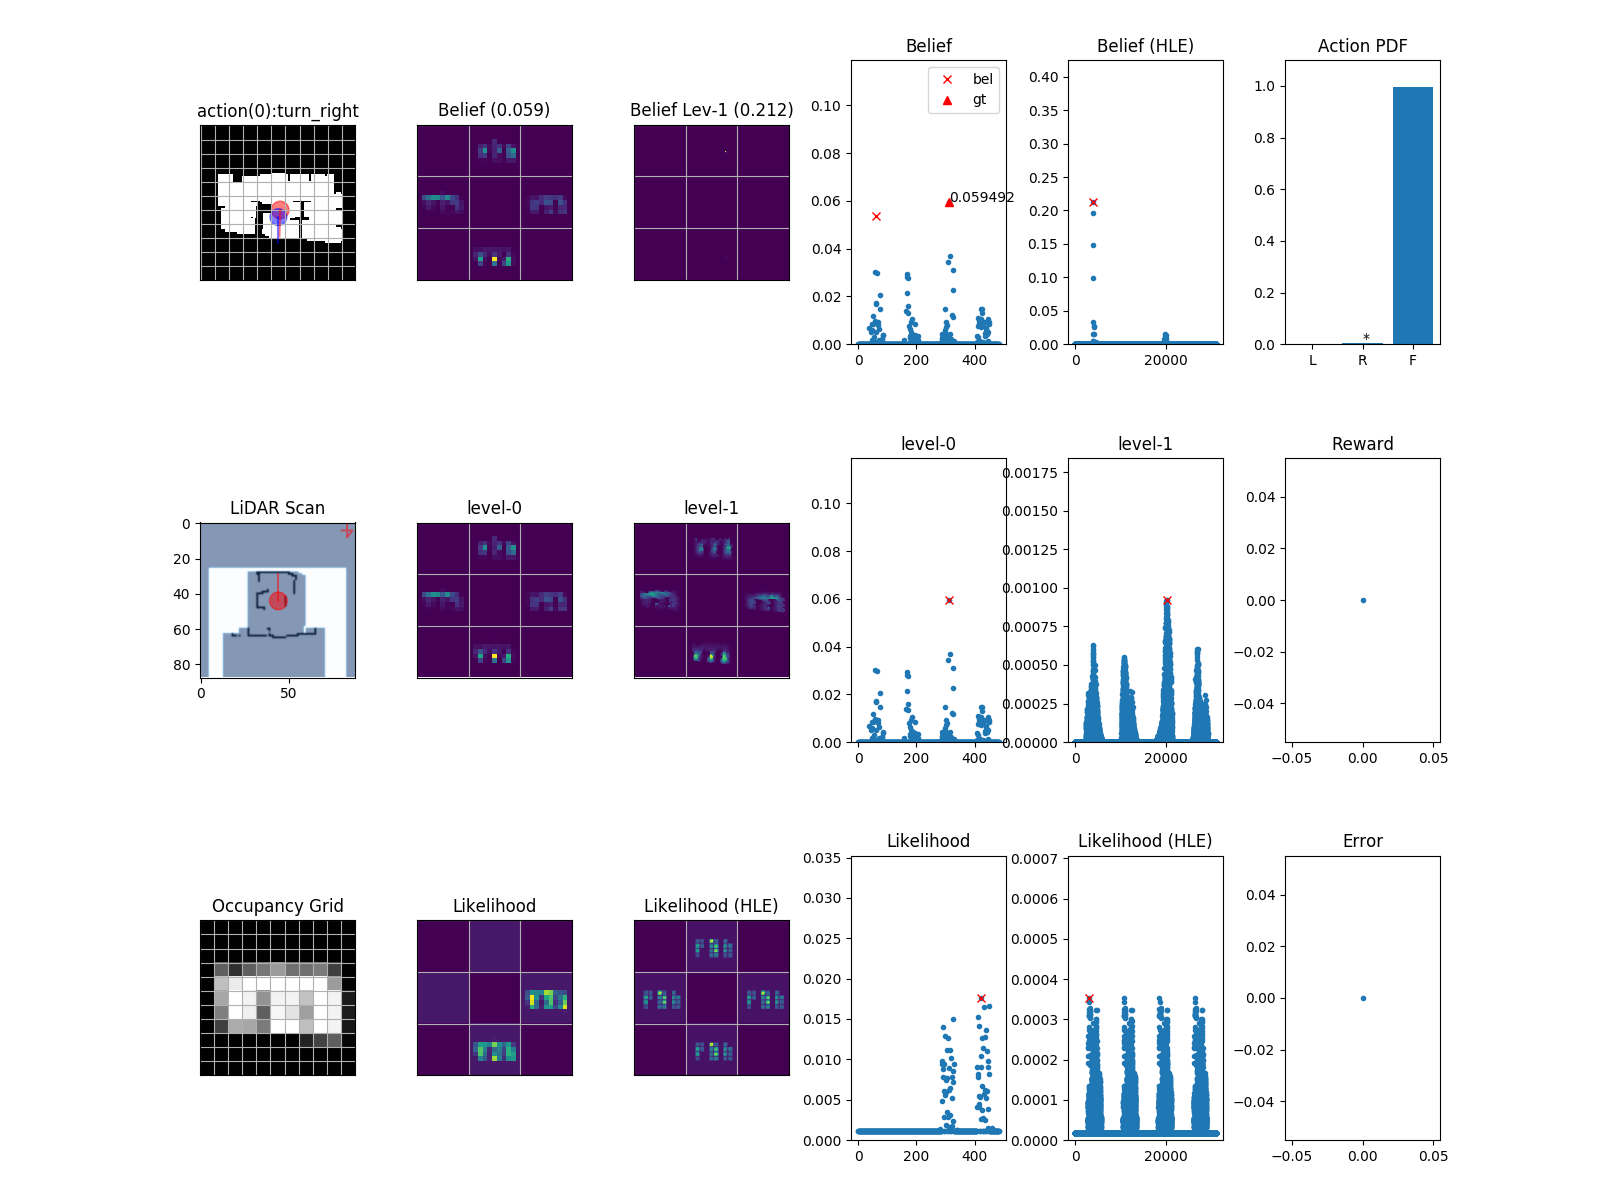 action(0):turn_right
Belief (0.059)
Belief Lev-1 (0.212)
Belief
0.10
0.08
0.06
0.04
0.02
0.00
0 200 400
bel
gt
0.059492
Belief (HLE)
0.40
0.35
0.30
0.25
0.20
0.15
0.10
0.05
0.00
0 20000
Action PDF
1.0
0.8
0.6
0.4
0.2
0.0
*
L R F
LiDAR Scan
0
20
40
60
80
0 50
level-0
level-1
level-0
0.10
0.08
0.06
0.04
0.02
0.00
0 200 400
level-1
0.00175
0.00150
0.00125
0.00100
0.00075
0.00050
0.00025
0.00000
0 20000
Reward
0.04
0.02
0.00
−0.02
−0.04
−0.05 0.00 0.05
Occupancy Grid
Likelihood
Likelihood (HLE)
Likelihood
0.035
0.030
0.025
0.020
0.015
0.010
0.005
0.000
0 200 400
Likelihood (HLE)
0.0007
0.0006
0.0005
0.0004
0.0003
0.0002
0.0001
0.0000
0 20000
Error
0.04
0.02
0.00
−0.02
−0.04
−0.05 0.00 0.05